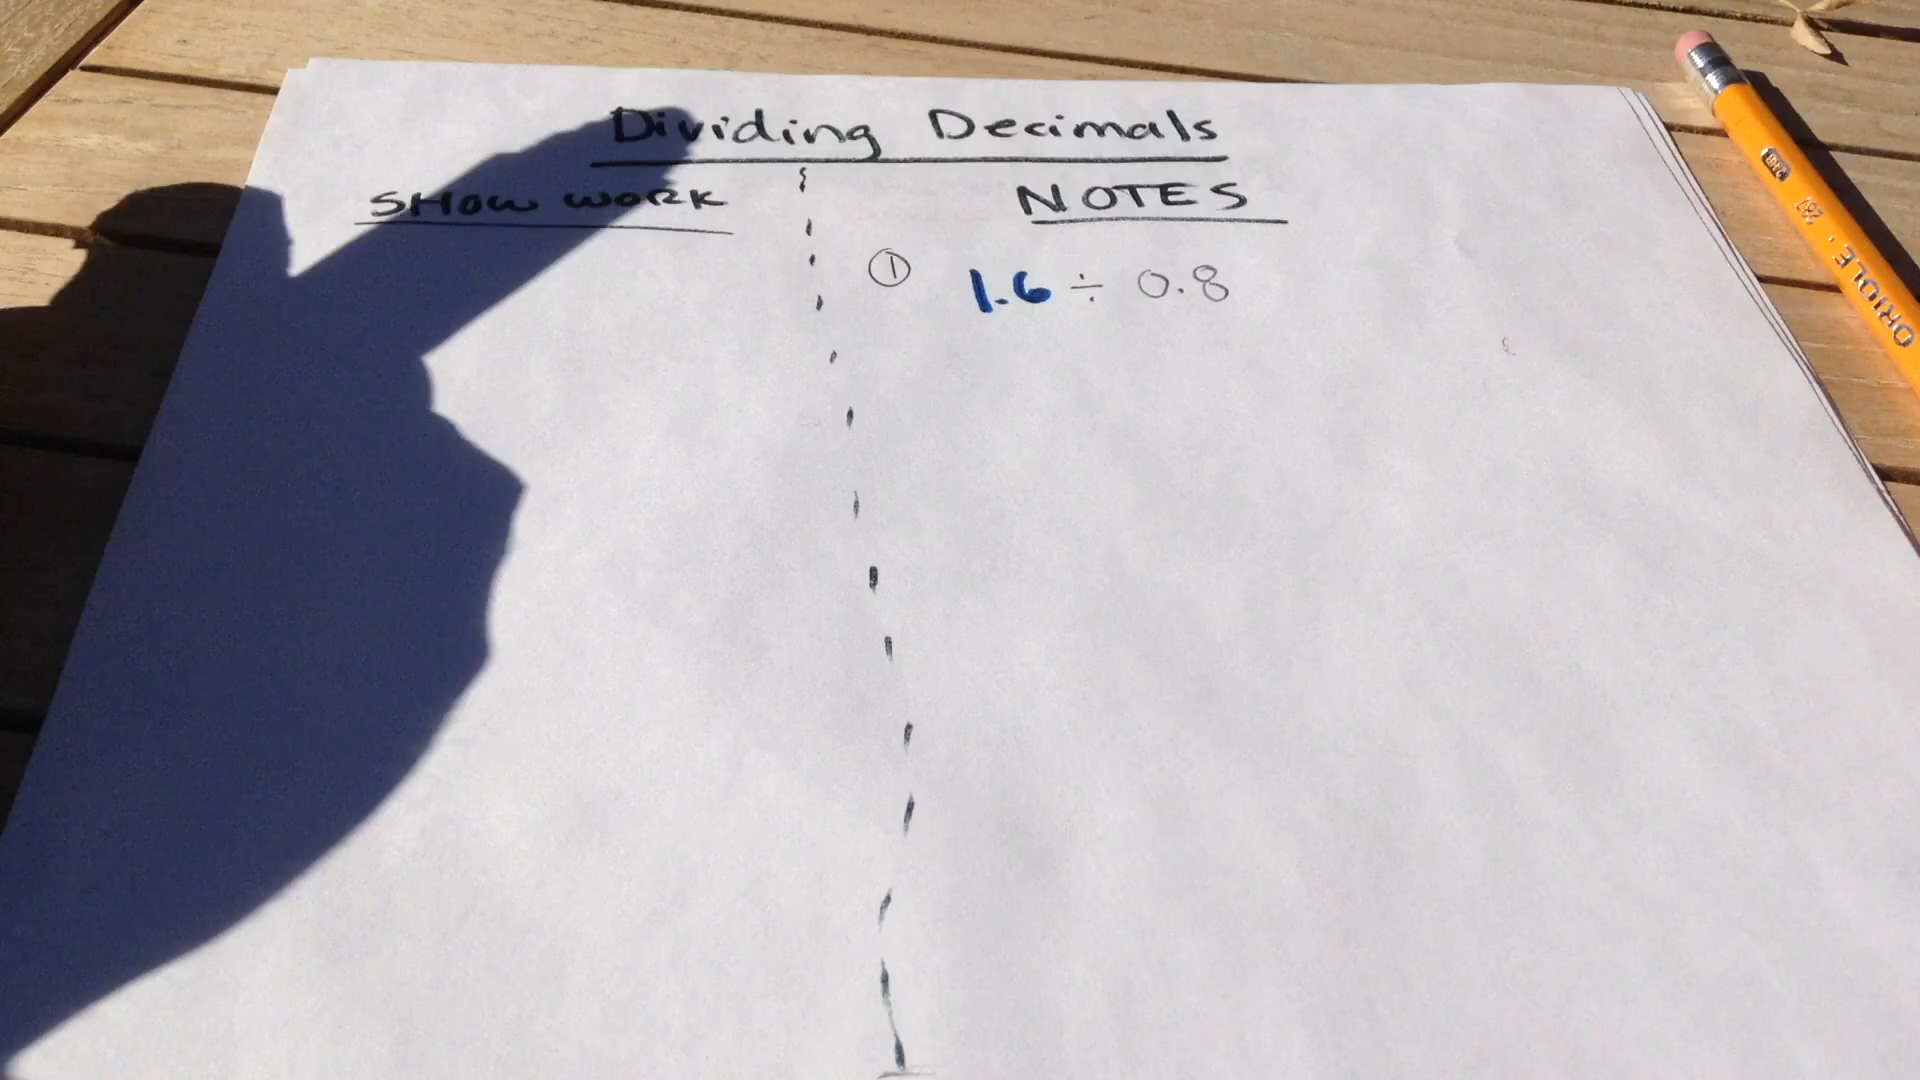 Dividing Decimals
SHOW WORK
NOTES
① 1.6 ÷ 0.8
ORIOLE · 287